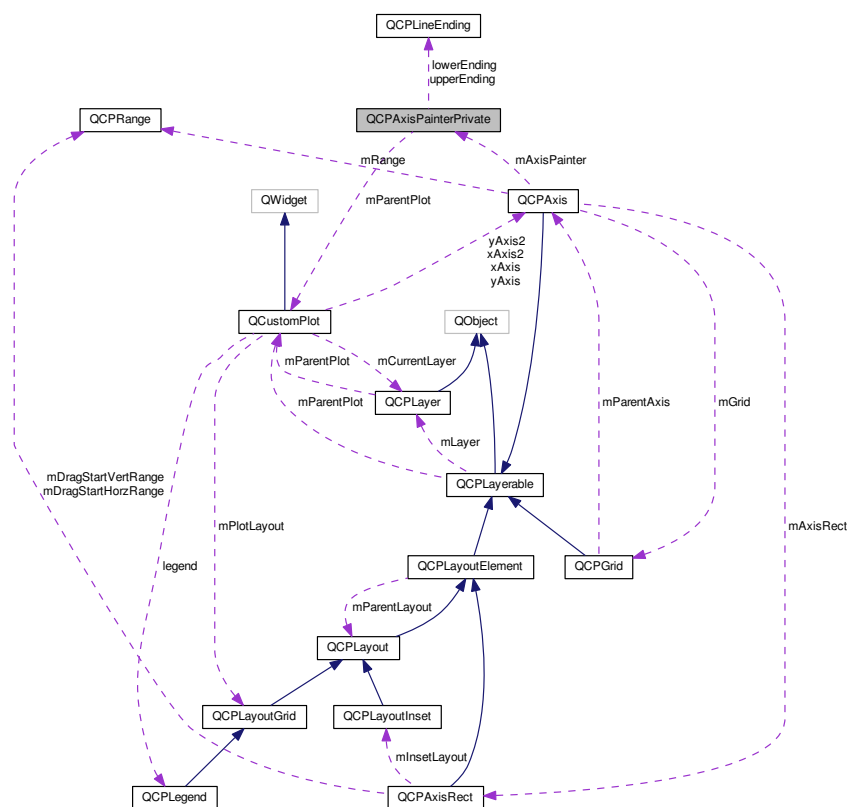 QCPLineEnding
lowerEnding
upperEnding
QCPRange
QCPAxisPainterPrivate
mRange
mAxisPainter
QWidget
mParentPlot
QCPAxis
yAxis2
xAxis2
xAxis
yAxis
QCustomPlot
QObject
mParentPlot
mCurrentLayer
mParentPlot
QCPLayer
mParentAxis
mGrid
mLayer
mDragStartVertRange
mDragStartHorzRange
QCPLayerable
mPlotLayout
mAxisRect
legend
QCPLayoutElement
QCPGrid
mParentLayout
QCPLayout
QCPLayoutGrid
QCPLayoutInset
mInsetLayout
QCPLegend
QCPAxisRect